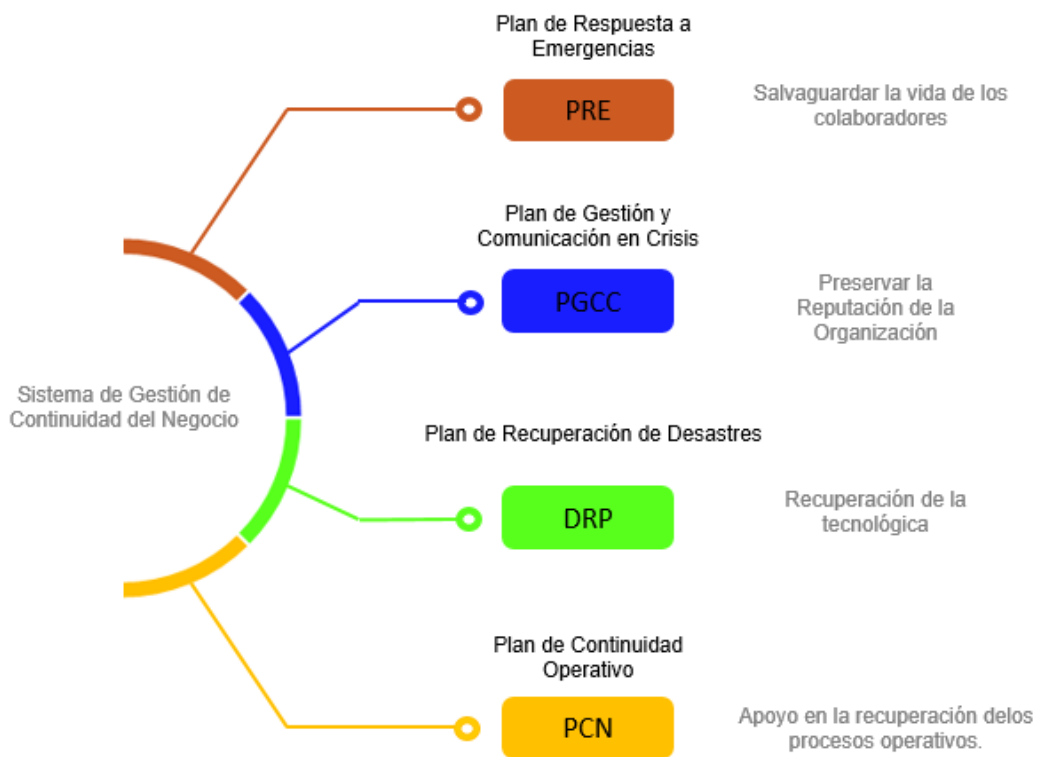 Plan de Respuesta a
Emergencias
PRE
Salvaguardar la vida de los
colaboradores
Plan de Gestión y
Comunicación en Crisis
PGCC
Preservar la
Reputación de la
Organización
Sistema de Gestión de
Continuidad del Negocio
Plan de Recuperación de Desastres
DRP
Recuperación de la
tecnológica
Plan de Continuidad
Operativo
PCN
Apoyo en la recuperación delos
procesos operativos.